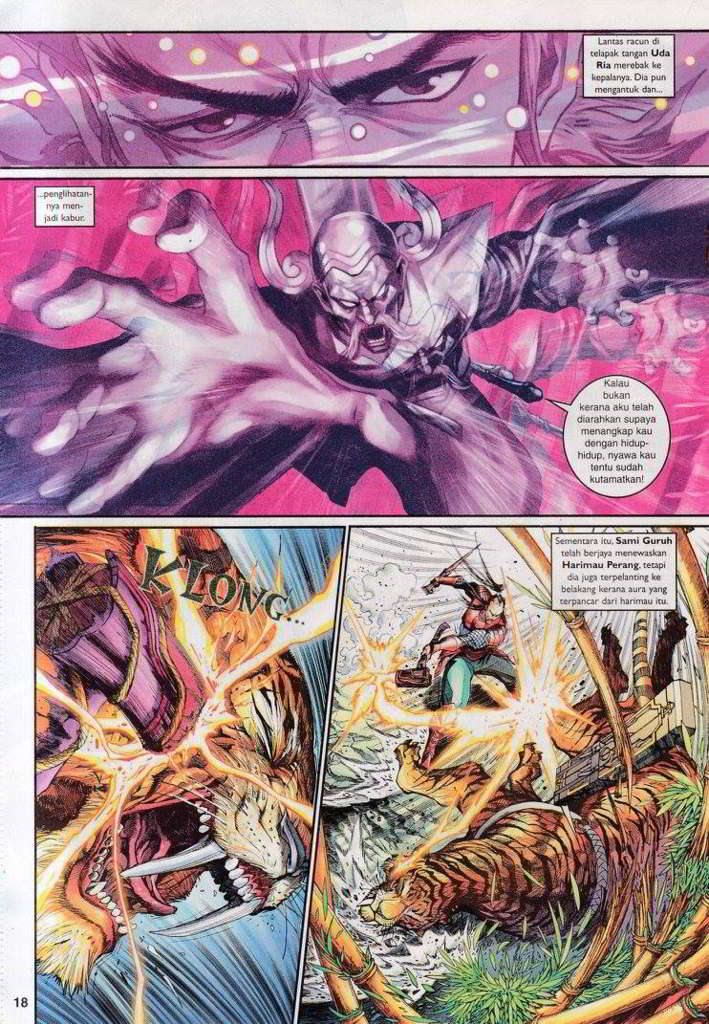 Lantas racun di
telapak tangan Uda
Ria merebak ke
kepalanya. Dia pun
mengantuk dan...
...penglihatan-
nya men-
jadi kabur.
Kalau
bukan
kerana aku telah
diarahkan supaya
menangkap kau
dengan hidup-
hidup, nyawa kau
tentu sudah
kutamatkan!
KLONG...
Sementara itu, Sami Guruh
telah berjaya menewaskan
Harimau Perang, tetapi
dia juga terpelanting ke
belakang kerana aura yang
terpancar dari harimau itu.
18